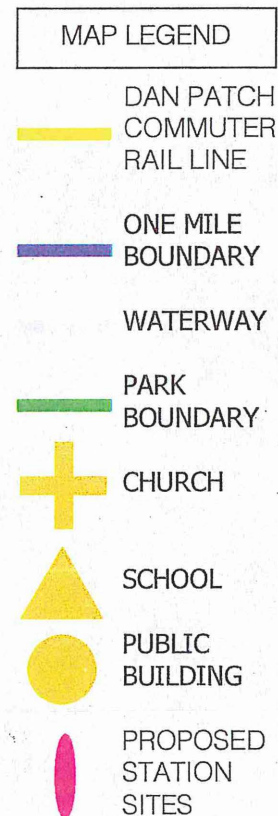 MAP LEGEND
DAN PATCH
COMMUTER
RAIL LINE
ONE MILE
BOUNDARY
WATERWAY
PARK
BOUNDARY
CHURCH
SCHOOL
PUBLIC
BUILDING
PROPOSED
STATION
SITES